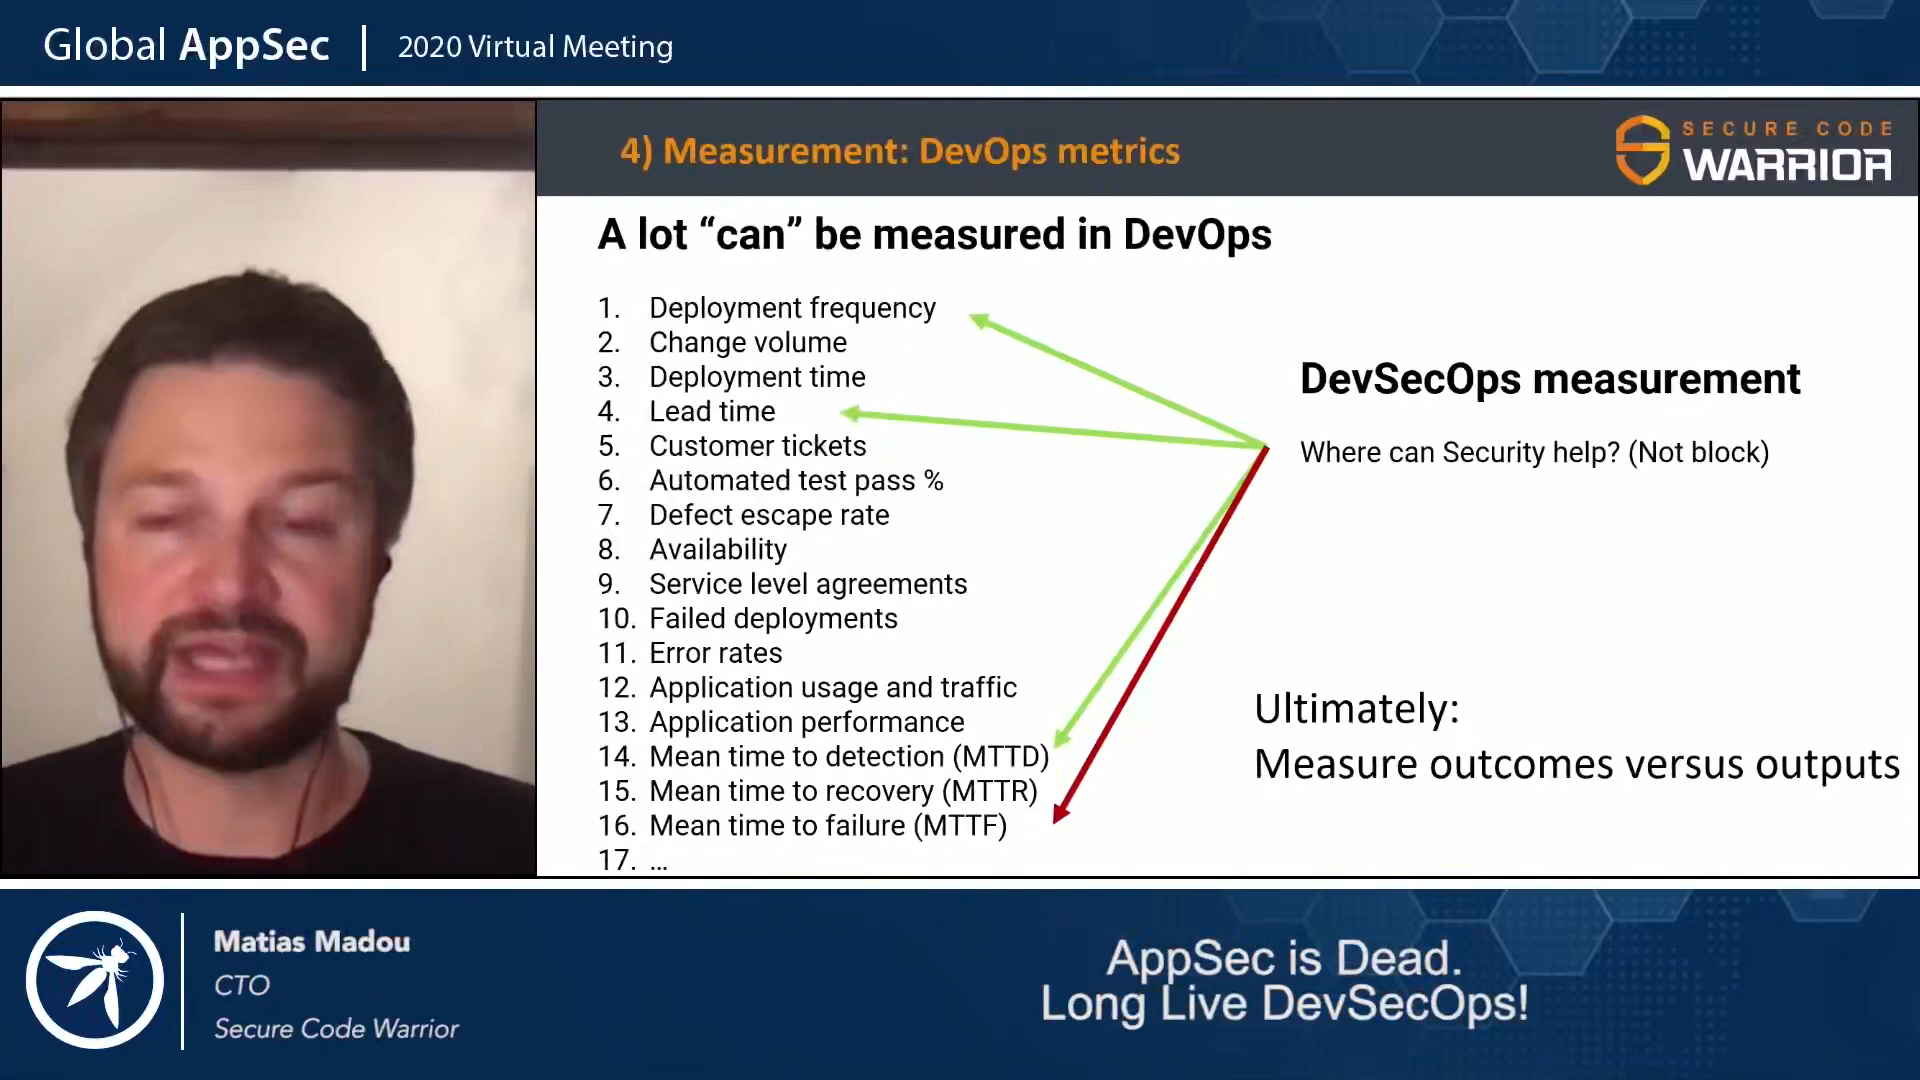 Global AppSec | 2020 Virtual Meeting
4) Measurement: DevOps metrics
SECURE CODE
WARRIOR
A lot “can” be measured in DevOps
1. Deployment frequency
2. Change volume
3. Deployment time
4. Lead time
5. Customer tickets
6. Automated test pass %
7. Defect escape rate
8. Availability
9. Service level agreements
10. Failed deployments
11. Error rates
12. Application usage and traffic
13. Application performance
14. Mean time to detection (MTTD)
15. Mean time to recovery (MTTR)
16. Mean time to failure (MTTF)
17. ...
DevSecOps measurement
Where can Security help? (Not block)
Ultimately:
Measure outcomes versus outputs
Matias Madou
CTO
Secure Code Warrior
AppSec is Dead.
Long Live DevSecOps!